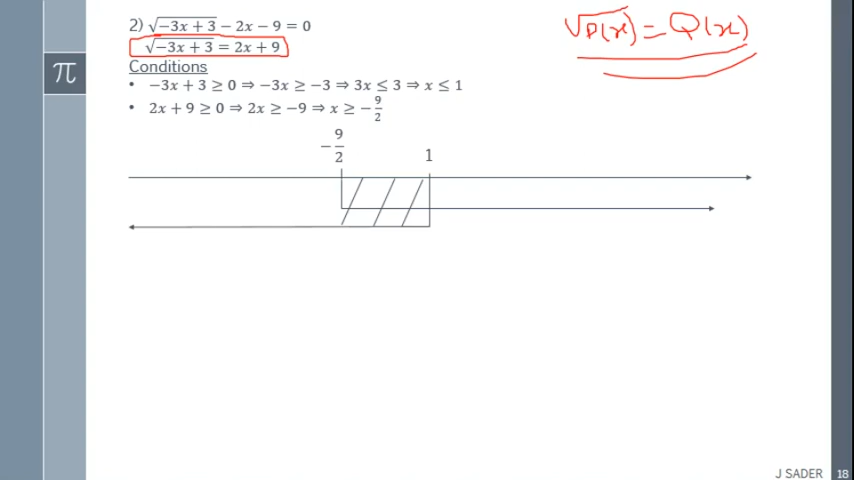 2) √(−3x + 3) − 2x − 9 = 0
√P(x) = Q(x)
√(−3x + 3) = 2x + 9
Conditions
π
• −3x + 3 ≥ 0 ⇒ −3x ≥ −3 ⇒ 3x ≤ 3 ⇒ x ≤ 1
• 2x + 9 ≥ 0 ⇒ 2x ≥ −9 ⇒ x ≥ −9/2
−9/2 1
J SADER 18